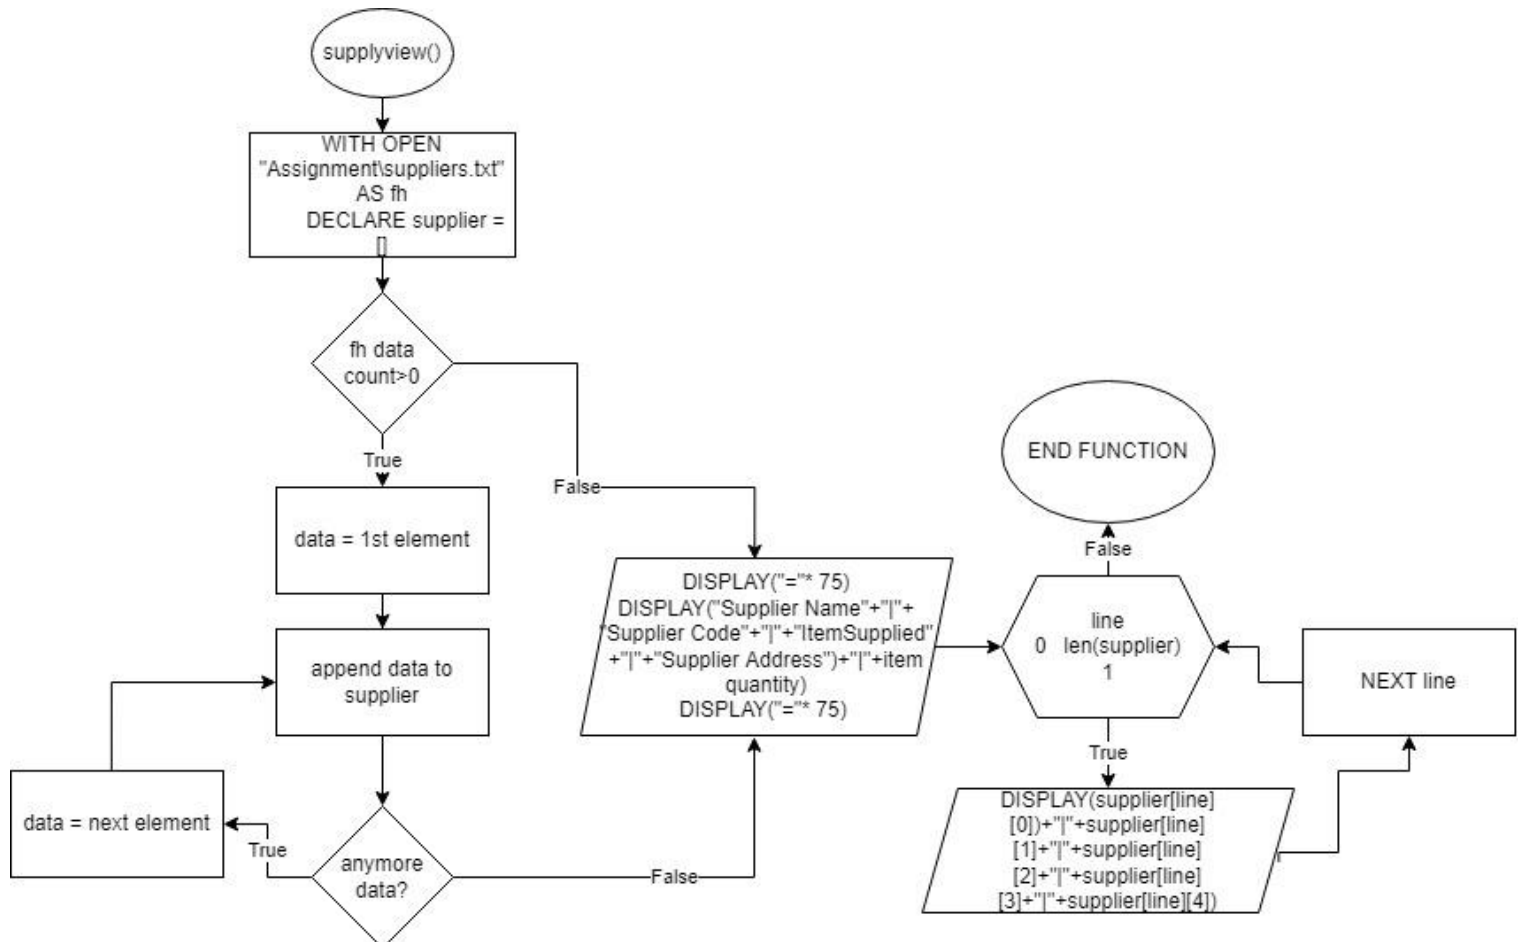 supplyview()
WITH OPEN
"Assignment\suppliers.txt"
AS fh
DECLARE supplier =
[]
fh data
count>0
True
False
data = 1st element
append data to
supplier
data = next element
True
anymore
data?
False
DISPLAY("="* 75)
DISPLAY("Supplier Name"+"|"+
"Supplier Code"+"|"+"ItemSupplied"
+"|"+"Supplier Address")+"|"+item
quantity)
DISPLAY("="* 75)
END FUNCTION
False
line
0 len(supplier)
1
True
NEXT line
DISPLAY(supplier[line]
[0])+"|"+supplier[line]
[1]+"|"+supplier[line]
[2]+"|"+supplier[line]
[3]+"|"+supplier[line][4])